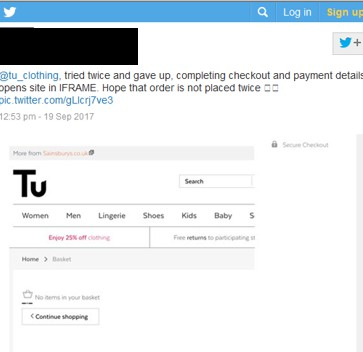 Log in Sign up
@tu_clothing, tried twice and gave up, completing checkout and payment details
opens site in IFRAME. Hope that order is not placed twice
pic.twitter.com/gLlcrj7ve3
12:53 pm - 19 Sep 2017
Secure Checkout
More from Sainsburys.co.uk
Tu
Search
Women Men Lingerie Shoes Kids Baby S
Enjoy 25% off clothing Free returns to participating s
Home > Basket
No items in your basket
< Continue shopping